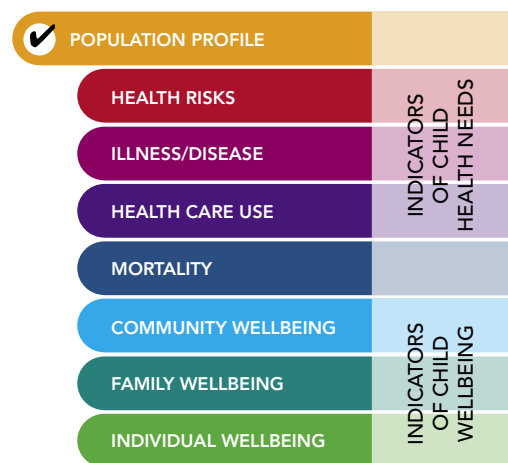 POPULATION PROFILE
HEALTH RISKS
ILLNESS/DISEASE
HEALTH CARE USE
MORTALITY
COMMUNITY WELLBEING
FAMILY WELLBEING
INDIVIDUAL WELLBEING
INDICATORS
OF CHILD
HEALTH NEEDS
INDICATORS
OF CHILD
WELLBEING